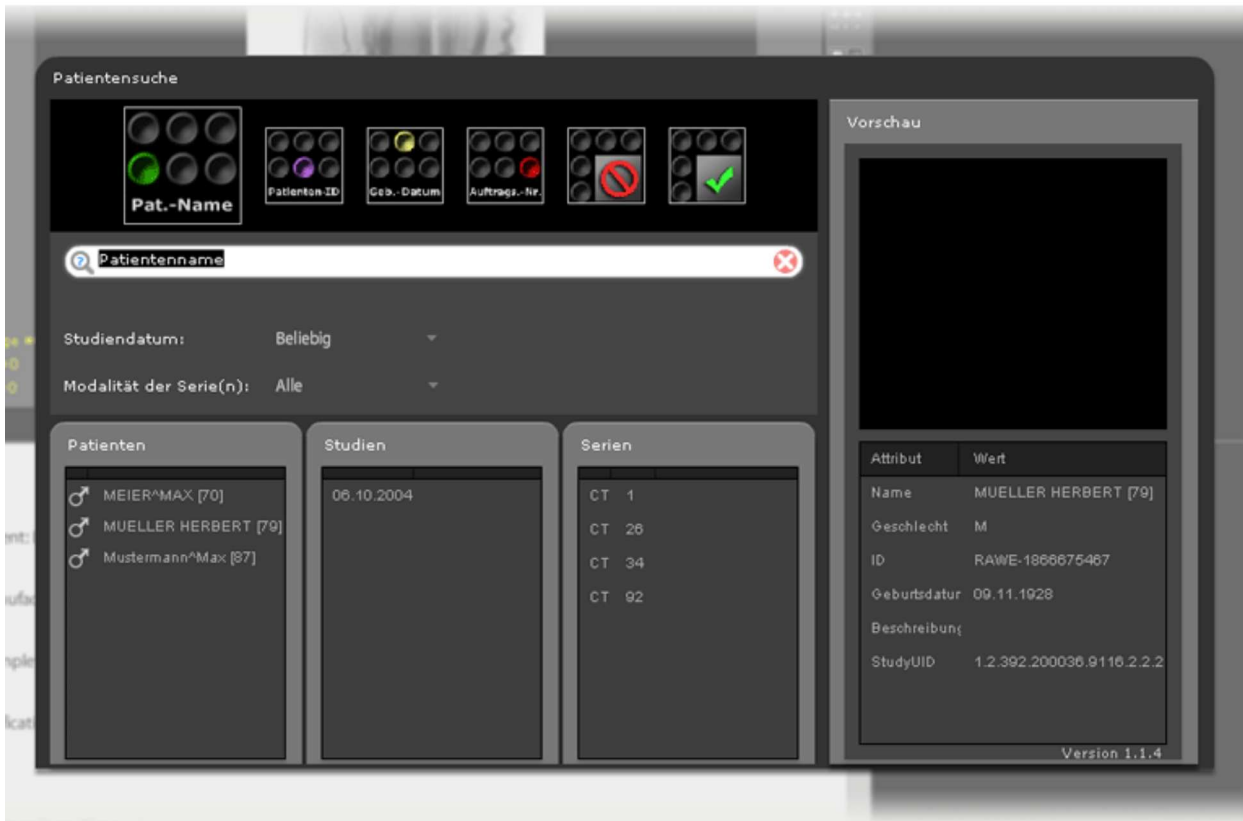 Patientensuche
Pat.-Name
Patienten-ID
Geb.-Datum
Auftrags.-Nr.
Patientenname
Studiendatum: Beliebig
Modalität der Serie(n): Alle
Patienten
MEIER^MAX [70]
MUELLER HERBERT [79]
Mustermann^Max [87]
Studien
06.10.2004
Serien
CT 1
CT 26
CT 34
CT 92
Vorschau
Attribut Wert
Name MUELLER HERBERT [79]
Geschlecht M
ID RAWE-1866675467
Geburtsdatur 09.11.1928
Beschreibung
StudyUID 1.2.392.200036.9116.2.2.2
Version 1.1.4